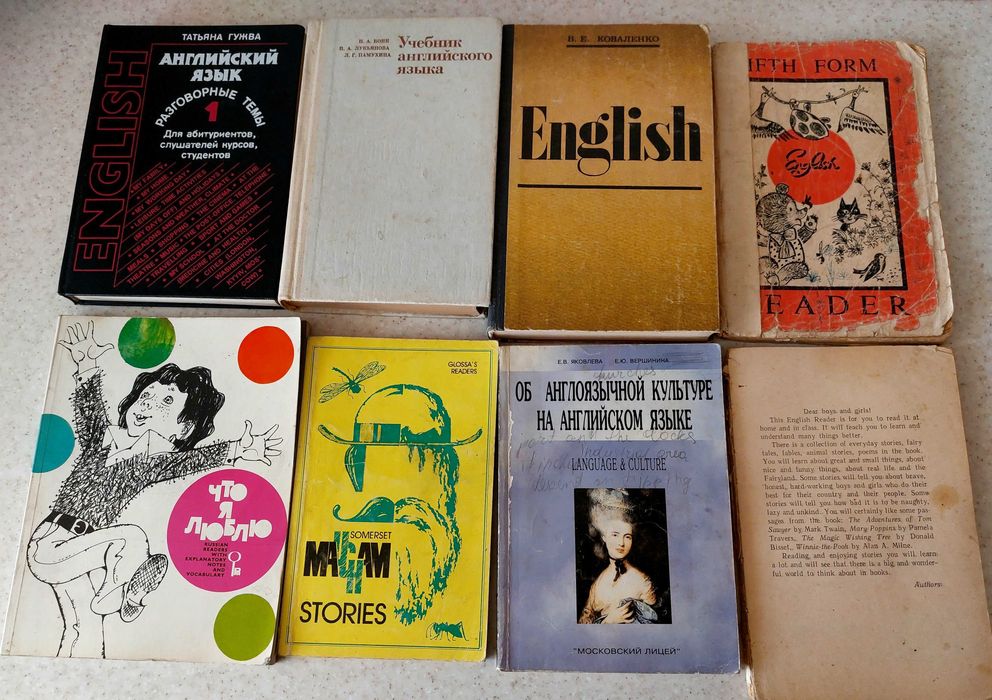 ТАТЬЯНА ГУЖВА
АНГЛИЙСКИЙ
ЯЗЫК
РАЗГОВОРНЫЕ ТЕМЫ
1
Для абитуриентов,
слушателей курсов,
студентов
ENGLISH
• MY FAMILY •
Н. А. БОНК
Н. А. ЛУКЬЯНОВА
Л. Г. ПАМУХИНА
Учебник
английского
языка
В. Е. КОВАЛЕНКО
English
IFTH FORM
English
EADER
ЧТО
Я
ЛЮБЛЮ
RUSSIAN
READERS
WITH
EXPLANATORY
NOTES
AND
VOCABULARY
GLOSSA'S
READERS
SOMERSET
STORIES
Е.В. ЯКОВЛЕВА Е.Ю. ВЕРШИНИНА
ОБ АНГЛОЯЗЫЧНОЙ КУЛЬТУРЕ
НА АНГЛИЙСКОМ ЯЗЫКЕ
LANGUAGE & CULTURE
"МОСКОВСКИЙ ЛИЦЕЙ"
Dear boys and girls!
This English Reader is for you to read it at
home and in class. It will teach you to learn and
understand many things better.
There is a collection of everyday stories, fairy
tales, fables, animal stories, poems in the book.
You will learn about great and small things, about
nice and funny things, about real life and the
Fairyland. Some stories will tell you about brave,
honest, hard-working boys and girls who do their
best for their country and their people. Some
stories will tell you how bad it is to be naughty,
lazy and unkind. You will certainly like some pas-
sages from the book: The Adventures of Tom
Sawyer by Mark Twain, Mary Poppins by Pamela
Travers, The Magic Wishing Tree by Donald
Bisset, Winnie-the-Pooh by Alan A. Milne.
Reading and enjoying stories you will learn
a lot and will see that there is a big and wonder-
ful world to think about in books.
Authors